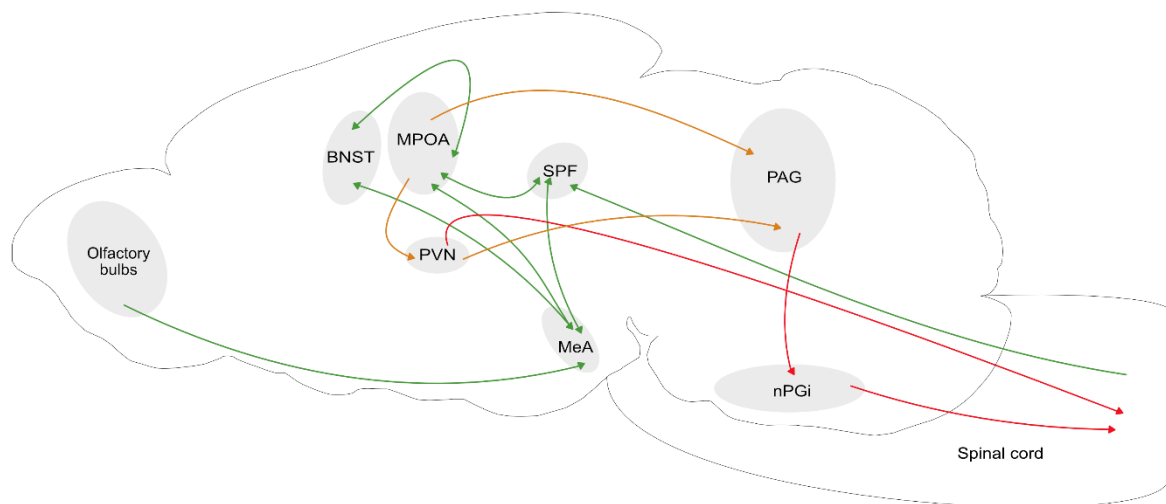 BNST
MPOA
SPF
PAG
Olfactory
bulbs
PVN
MeA
nPGi
Spinal cord